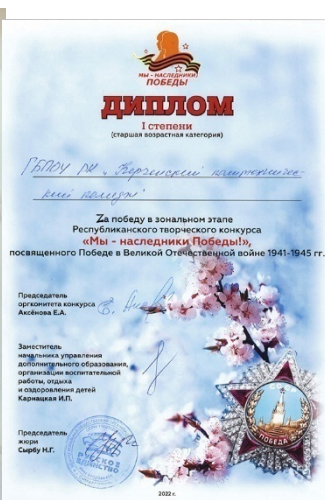 МЫ - НАСЛЕДНИКИ
ПОБЕДЫ!
ДИПЛОМ
I степени
(старшая возрастная категория)
ГБПОУ РК „Керченский политехничес-
кий колледж"
Zа победу в зональном этапе
Республиканского творческого конкурса
«Мы - наследники Победы!»,
посвященного Победе в Великой Отечественной войне 1941-1945 гг.
Председатель
оргкомитета конкурса
Аксёнова Е.А.
Заместитель
начальника управления
дополнительного образования,
организации воспитательной
работы, отдыха
и оздоровления детей
Карнацкая И.П.
Председатель
жюри
Сырбу Н.Г.
РУССКОЕ
ЕДИНСТВО
ПОБЕДА
2022 г.